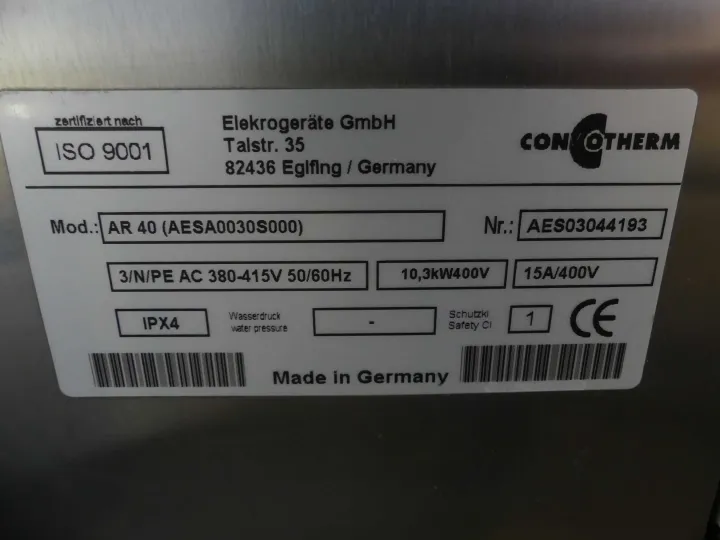 zertifiziert nach
ISO 9001
Elekrogeräte GmbH
Talstr. 35
82436 Eglfing / Germany
CONVOTHERM
Mod.: AR 40 (AESA0030S000)
Nr.: AES03044193
3/N/PE AC 380-415V 50/60Hz
10,3kW400V
15A/400V
IPX4
Wasserdruck
water pressure
-
Schutzkl
Safety Cl
1
CE
Made in Germany